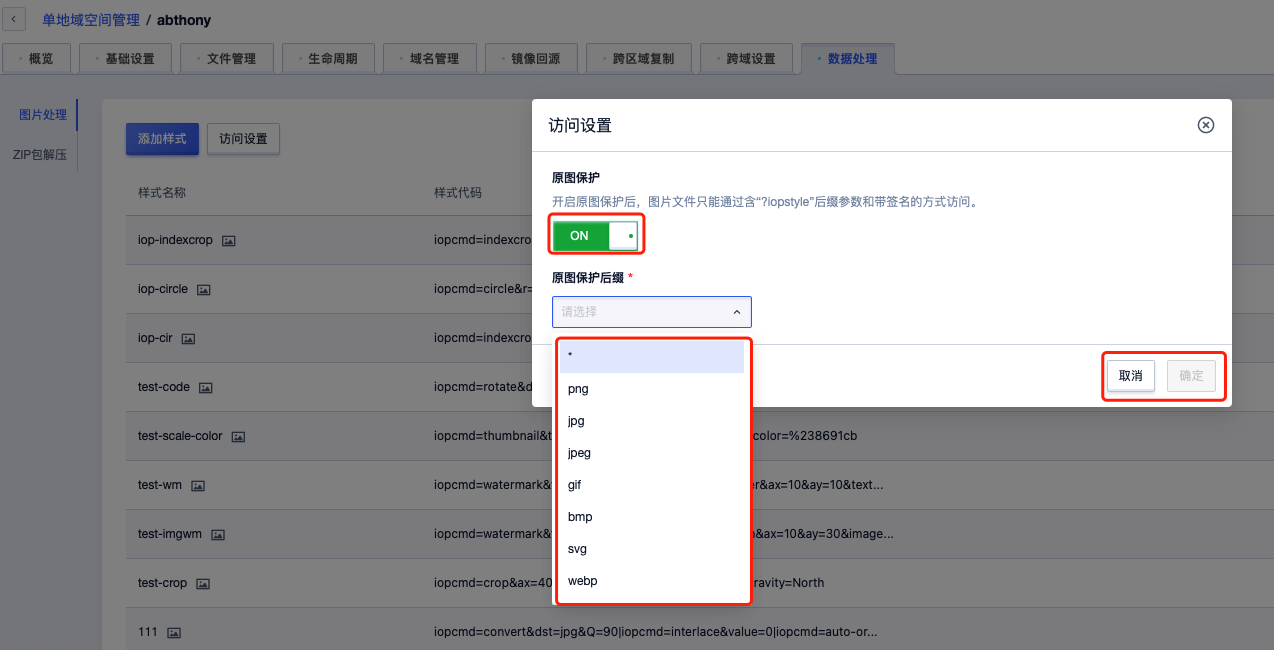 单地域空间管理 / abthony
概览 基础设置 文件管理 生命周期 域名管理 镜像回源 跨区域复制 跨域设置 数据处理
图片处理
ZIP包解压
添加样式 访问设置
样式名称 样式代码
iop-indexcrop iopcmd=indexcro
iop-circle iopcmd=circle&r=
iop-cir iopcmd=indexcro
test-code iopcmd=rotate&d
test-scale-color iopcmd=thumbnail&t color=%238691cb
test-wm iopcmd=watermark& er&ax=10&ay=10&text...
test-imgwm iopcmd=watermark& &ax=10&ay=30&image...
test-crop iopcmd=crop&ax=40 ravity=North
111 iopcmd=convert&dst=jpg&Q=90|iopcmd=interlace&value=0|iopcmd=auto-or...
访问设置
原图保护
开启原图保护后，图片文件只能通过含“?iopstyle”后缀参数和带签名的方式访问。
ON
原图保护后缀 *
请选择
*
png
jpg
jpeg
gif
bmp
svg
webp
取消 确定